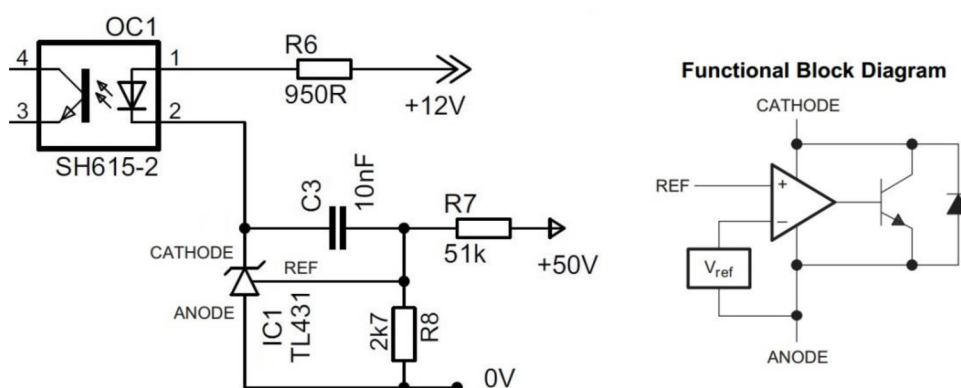 OC1
4
1
3
2
SH615-2
R6
950R
+12V
C3
10nF
R7
51k
+50V
CATHODE
REF
ANODE
IC1
TL431
2k7
R8
0V
Functional Block Diagram
CATHODE
REF
+
−
Vref
ANODE